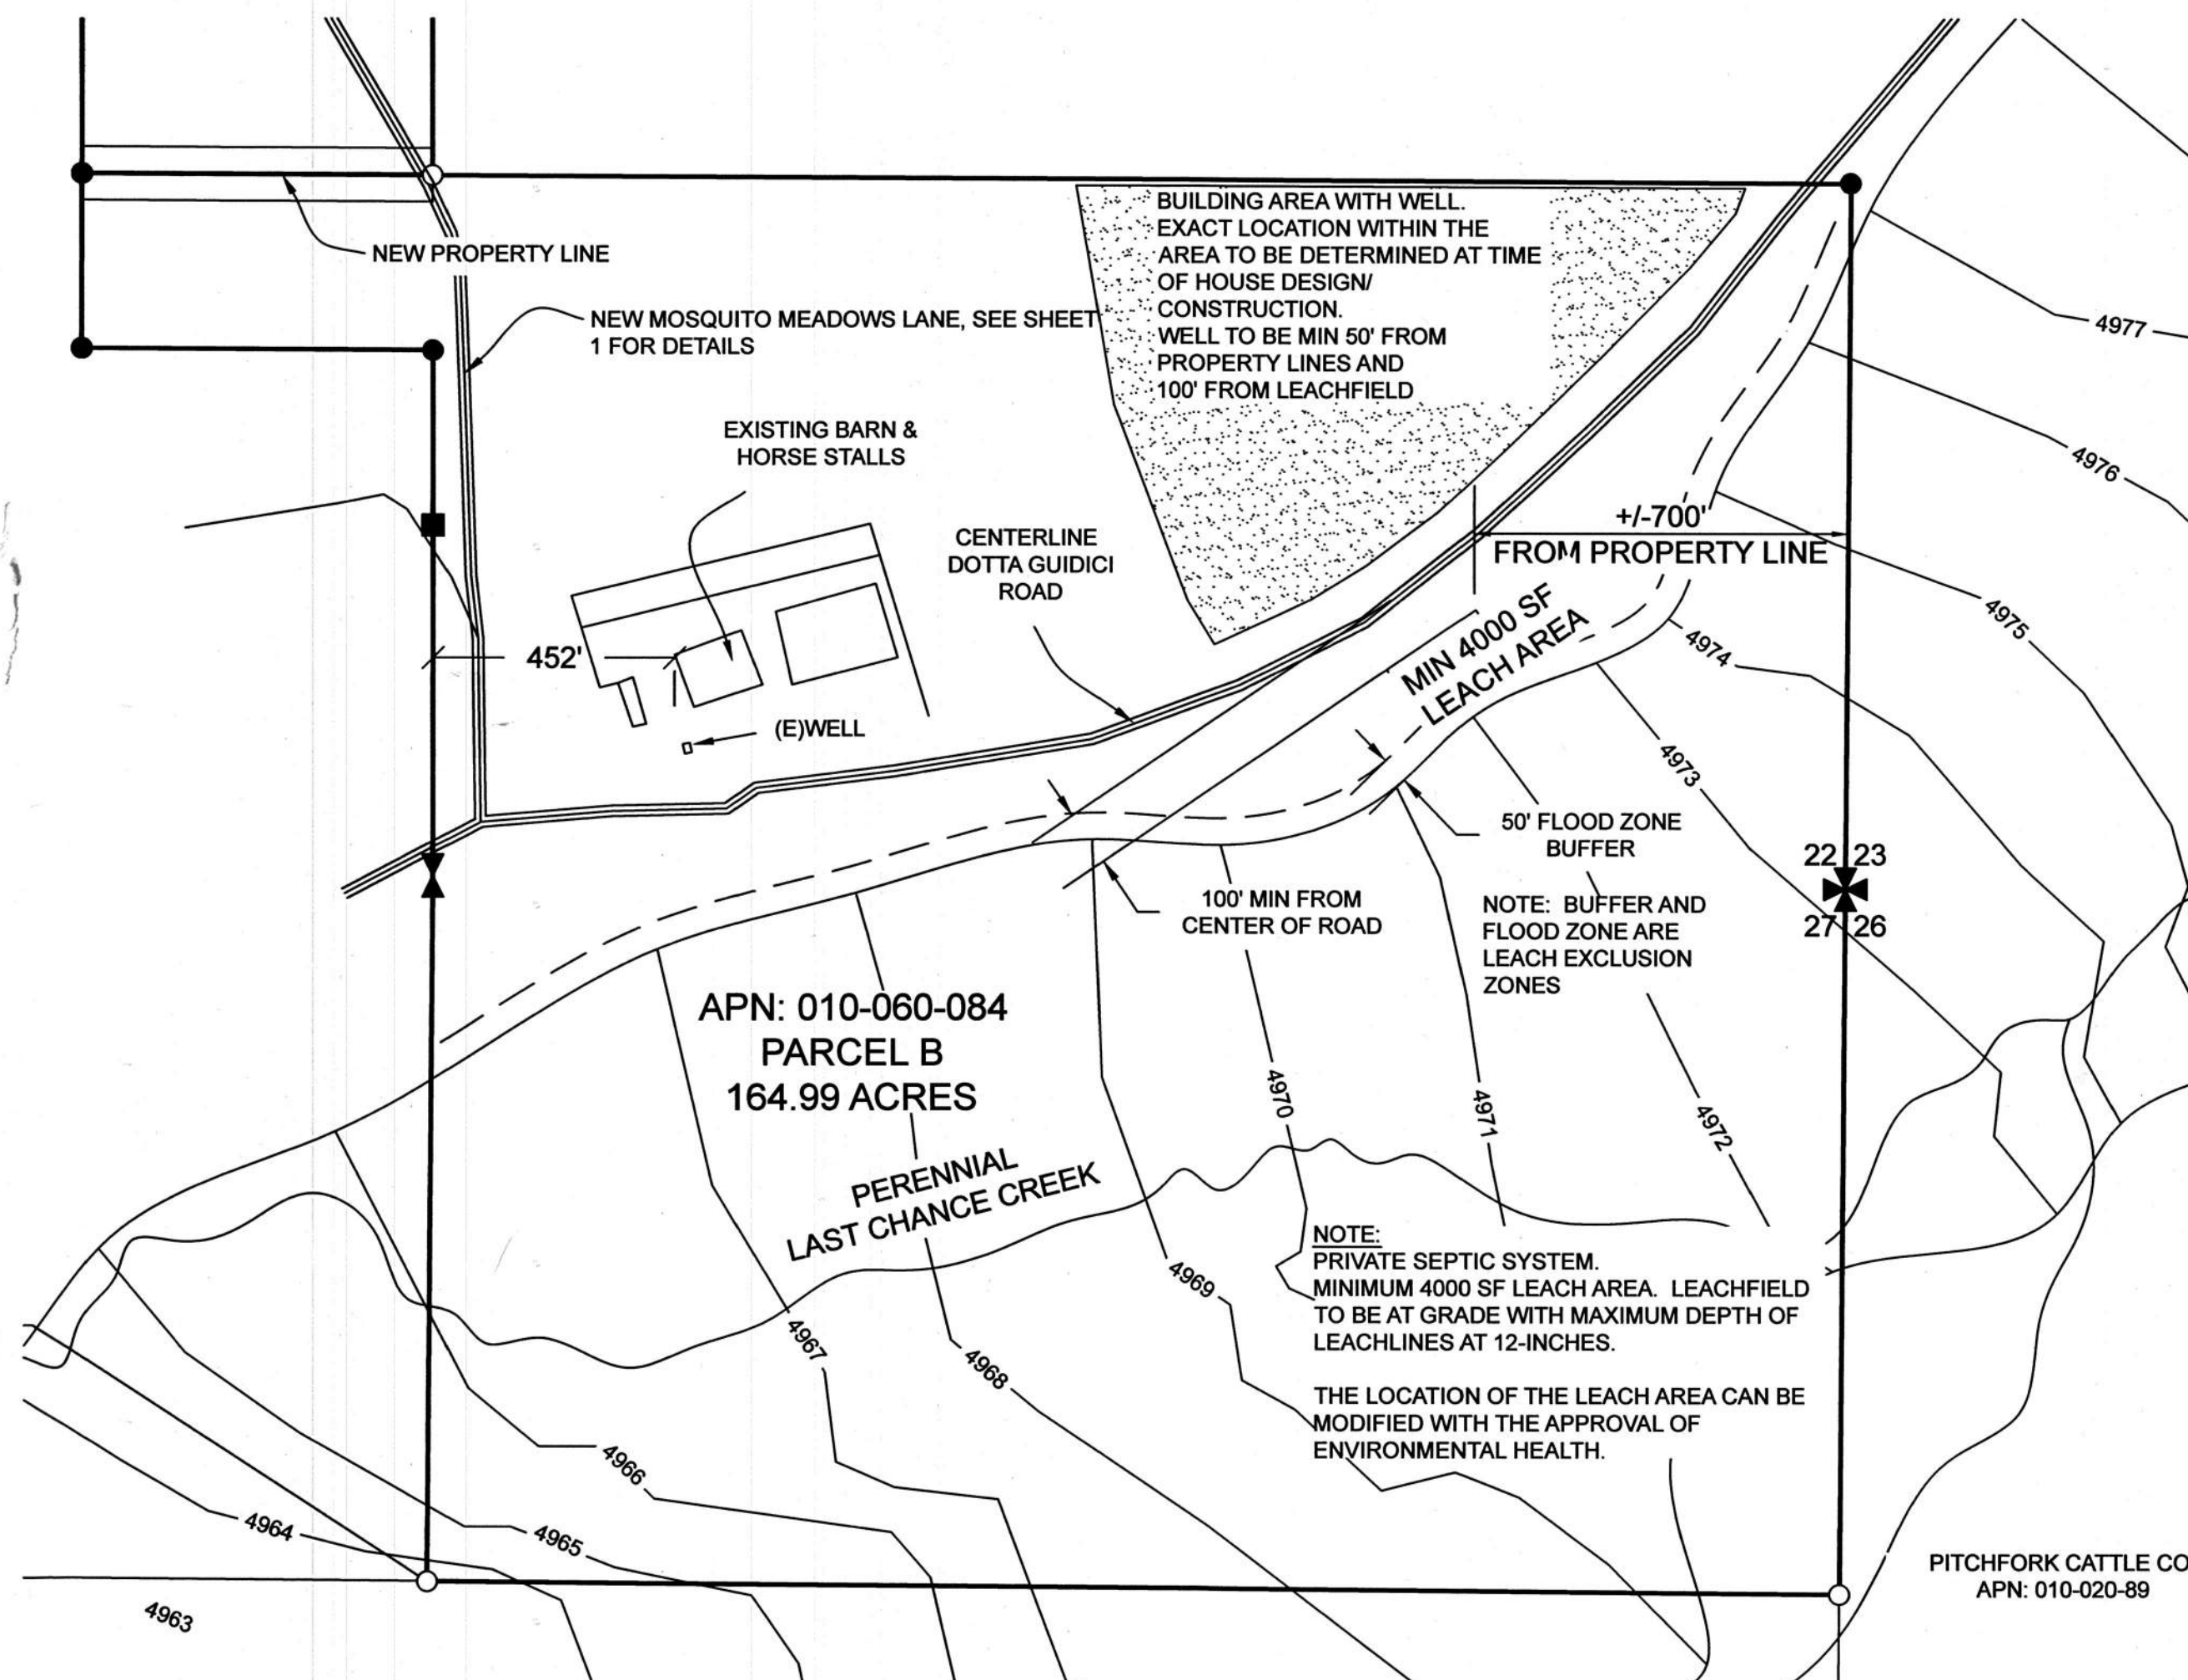 NEW PROPERTY LINE
NEW MOSQUITO MEADOWS LANE, SEE SHEET
1 FOR DETAILS
BUILDING AREA WITH WELL.
EXACT LOCATION WITHIN THE
AREA TO BE DETERMINED AT TIME
OF HOUSE DESIGN/
CONSTRUCTION.
WELL TO BE MIN 50' FROM
PROPERTY LINES AND
100' FROM LEACHFIELD
4977
4976
EXISTING BARN &
HORSE STALLS
CENTERLINE
DOTTA GUIDICI
ROAD
+/-700'
FROM PROPERTY LINE
4975
4974
MIN 4000 SF
LEACH AREA
452'
(E)WELL
4973
50' FLOOD ZONE
BUFFER
22 23
27 26
100' MIN FROM
CENTER OF ROAD
NOTE: BUFFER AND
FLOOD ZONE ARE
LEACH EXCLUSION
ZONES
APN: 010-060-084
PARCEL B
164.99 ACRES
4970
4971
4972
PERENNIAL
LAST CHANCE CREEK
4969
NOTE:
PRIVATE SEPTIC SYSTEM.
MINIMUM 4000 SF LEACH AREA. LEACHFIELD
TO BE AT GRADE WITH MAXIMUM DEPTH OF
LEACHLINES AT 12-INCHES.
THE LOCATION OF THE LEACH AREA CAN BE
MODIFIED WITH THE APPROVAL OF
ENVIRONMENTAL HEALTH.
4967
4968
4966
4964
4965
4963
PITCHFORK CATTLE CO
APN: 010-020-89